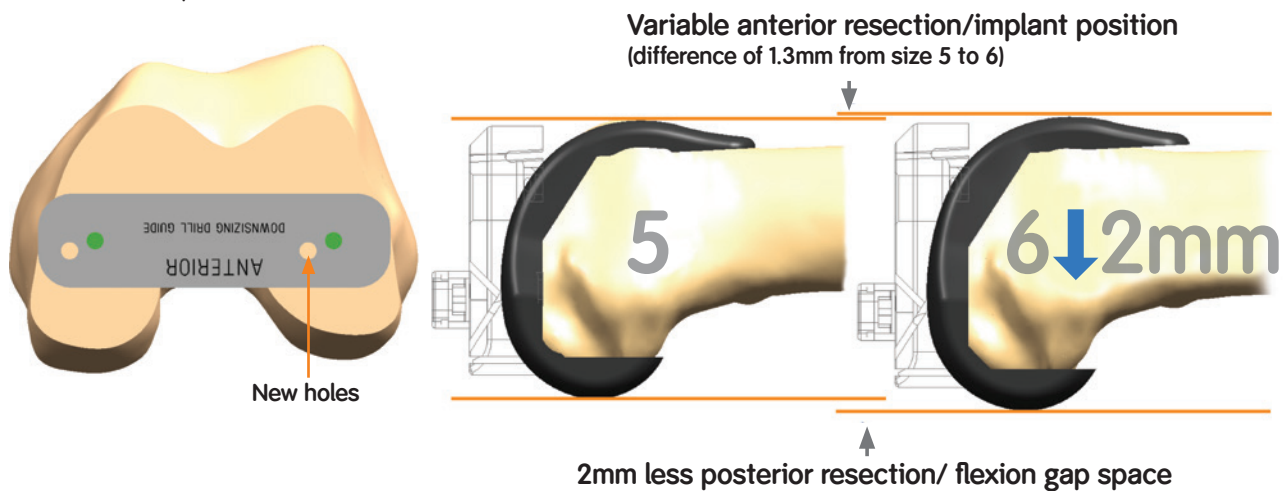 Variable anterior resection/implant position
(difference of 1.3mm from size 5 to 6)
DOWNSIZING DRILL GUIDE
ANTERIOR
New holes
5
6 2mm
2mm less posterior resection/ flexion gap space